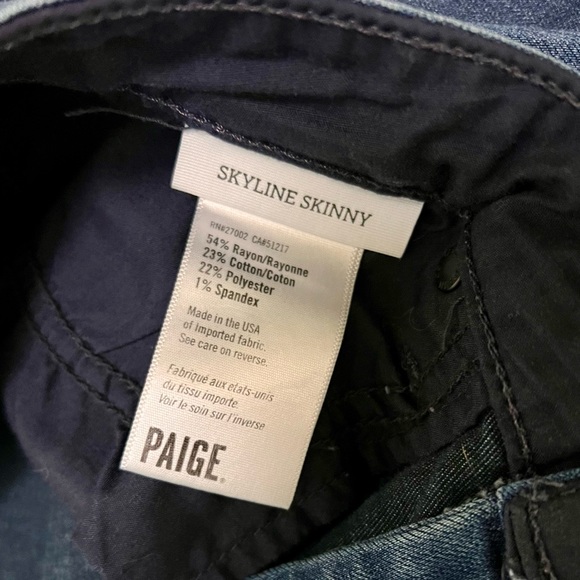 SKYLINE SKINNY
RN#27002 CA#51217
54% Rayon/Rayonne
23% Cotton/Coton
22% Polyester
1% Spandex
Made in the USA
of Imported fabric.
See care on reverse.
Fabriqué aux etats-unis
du tissu importe
Voir le soin sur l'inverse
PAIGE®